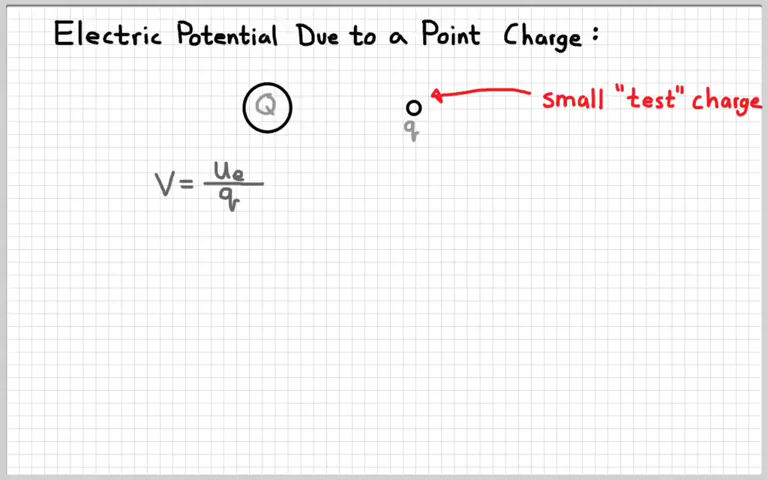 Electric Potential Due to a Point Charge :
Q
small "test" charge
q
V = Ue / q